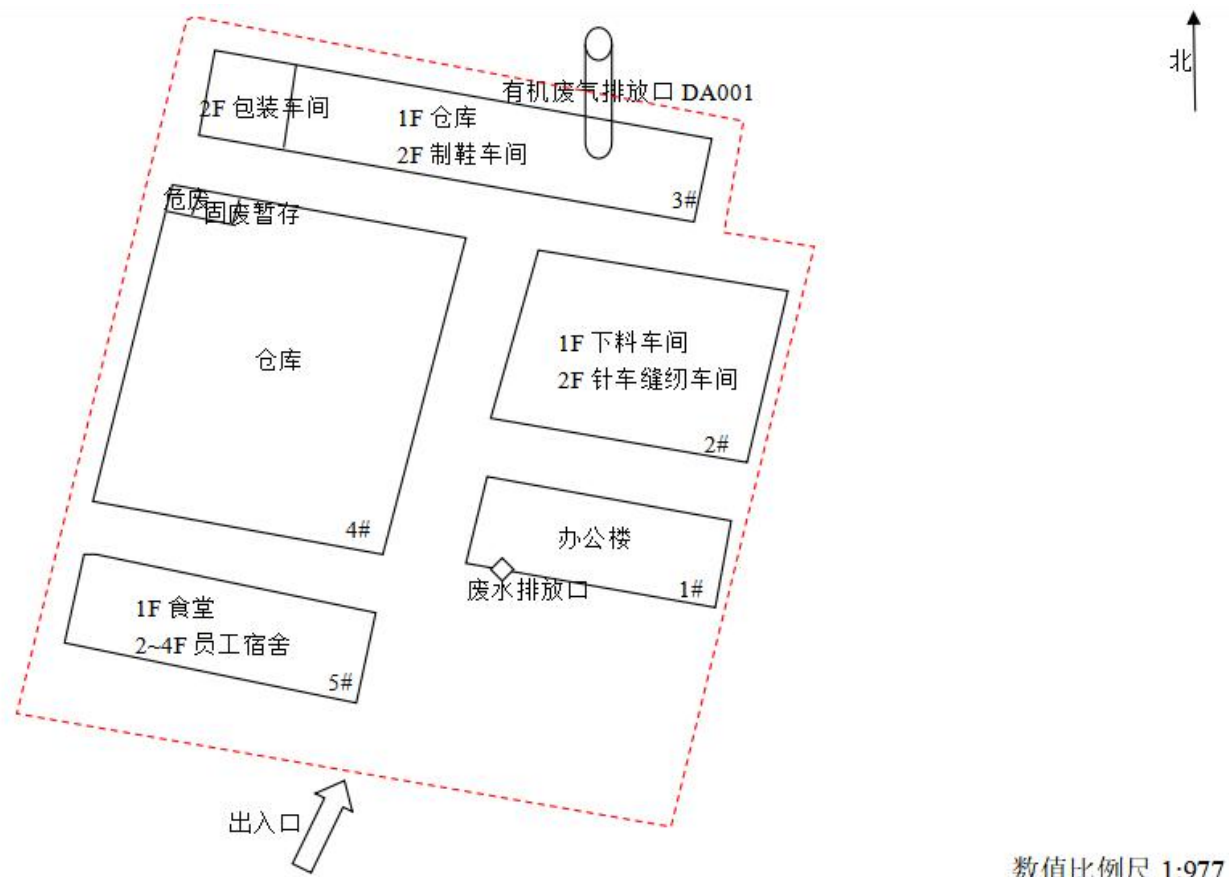 北
有机废气排放口 DA001
2F 包装车间
1F 仓库
2F 制鞋车间
3#
危废
固废暂存
仓库
4#
1F 下料车间
2F 针车缝纫车间
2#
办公楼
1#
废水排放口
1F 食堂
2~4F 员工宿舍
5#
出入口
数值比例尺 1:977